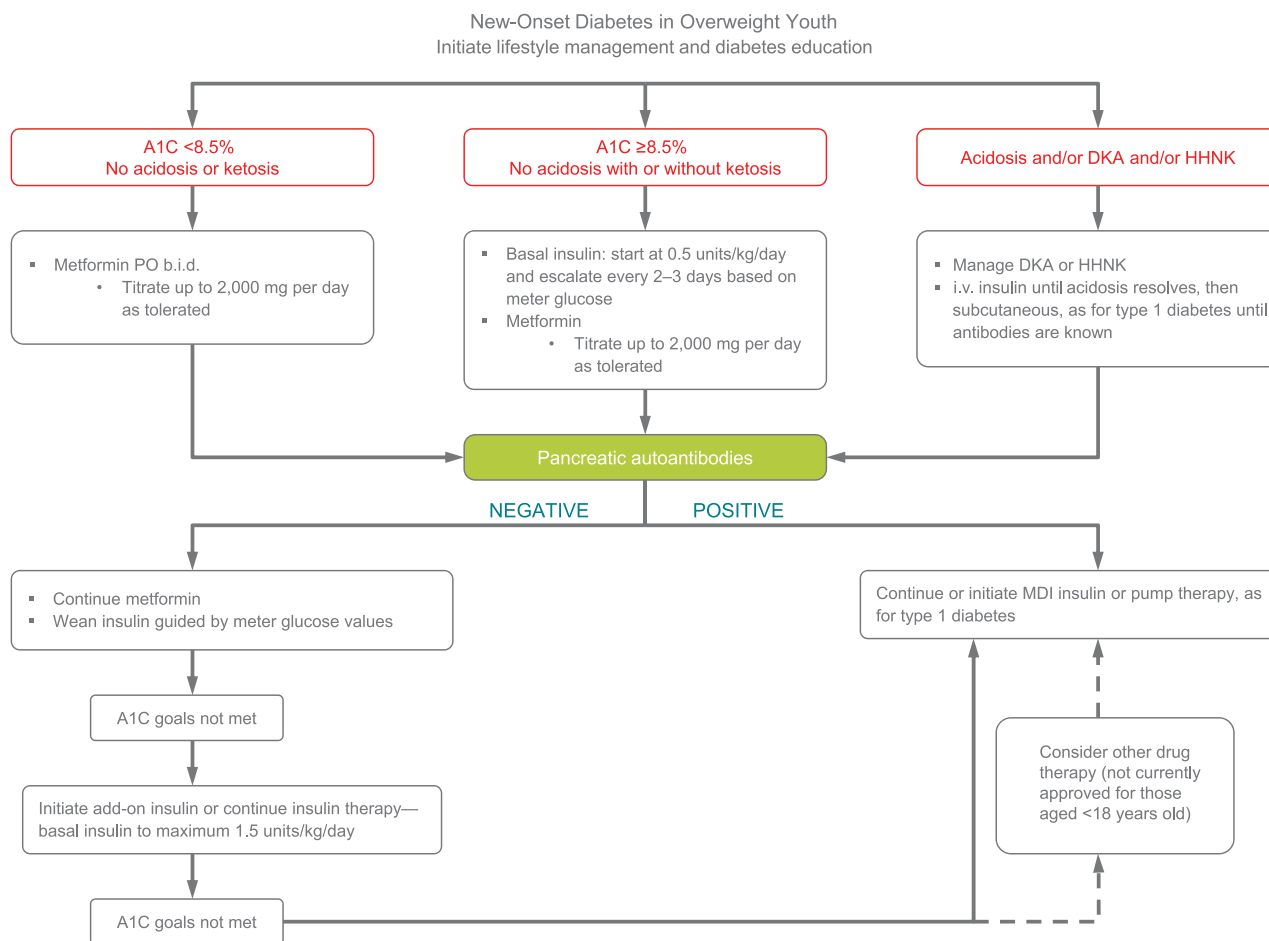 New-Onset Diabetes in Overweight Youth
Initiate lifestyle management and diabetes education
A1C <8.5%
No acidosis or ketosis
A1C ≥8.5%
No acidosis with or without ketosis
Acidosis and/or DKA and/or HHNK
▪ Metformin PO b.i.d.
• Titrate up to 2,000 mg per day
as tolerated
▪ Basal insulin: start at 0.5 units/kg/day
and escalate every 2–3 days based on
meter glucose
▪ Metformin
• Titrate up to 2,000 mg per day
as tolerated
▪ Manage DKA or HHNK
▪ i.v. insulin until acidosis resolves, then
subcutaneous, as for type 1 diabetes until
antibodies are known
Pancreatic autoantibodies
NEGATIVE
POSITIVE
▪ Continue metformin
▪ Wean insulin guided by meter glucose values
Continue or initiate MDI insulin or pump therapy, as
for type 1 diabetes
A1C goals not met
Consider other drug
therapy (not currently
approved for those
aged <18 years old)
Initiate add-on insulin or continue insulin therapy—
basal insulin to maximum 1.5 units/kg/day
A1C goals not met